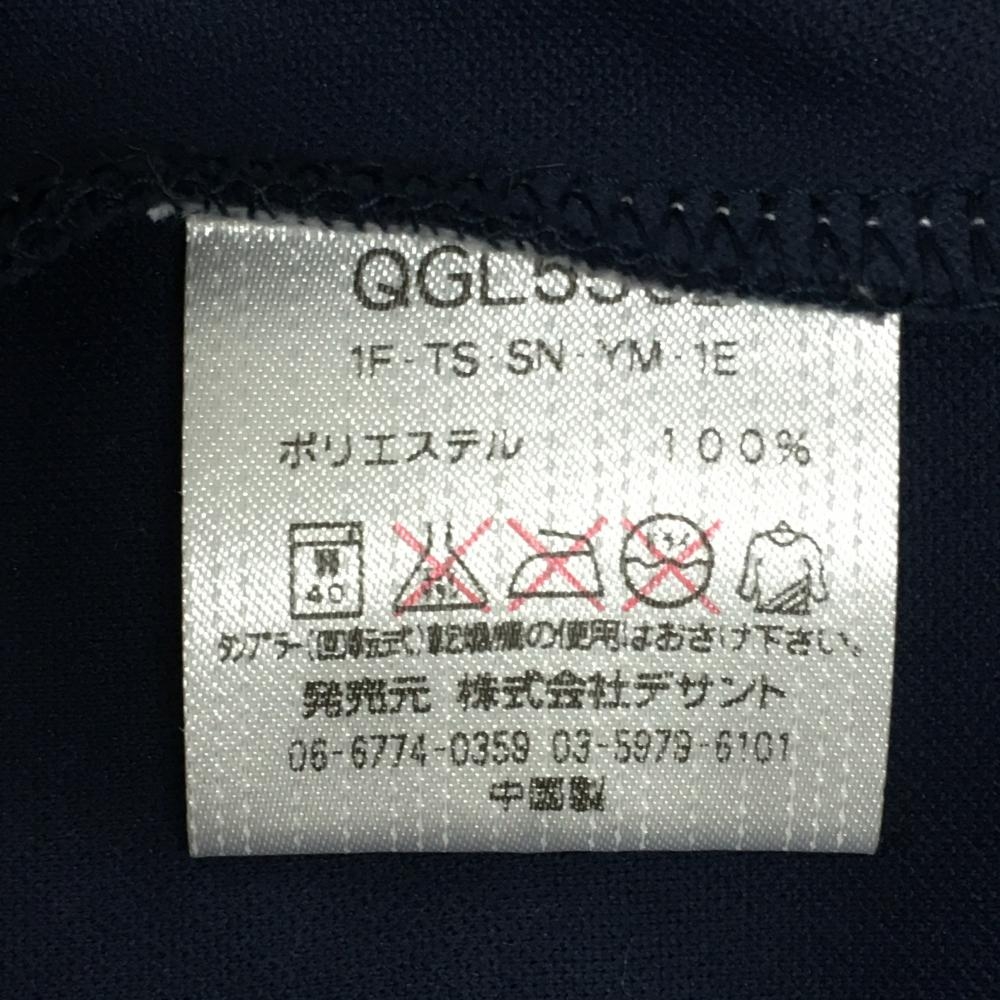 QGL5
1F-TS-SN-YM-1E
ポリエステル 100%
40
タンブラー(回転式)乾燥機の使用はおさけ下さい。
発売元 株式会社デサント
06-6774-0359 03-5979-6101
中国製